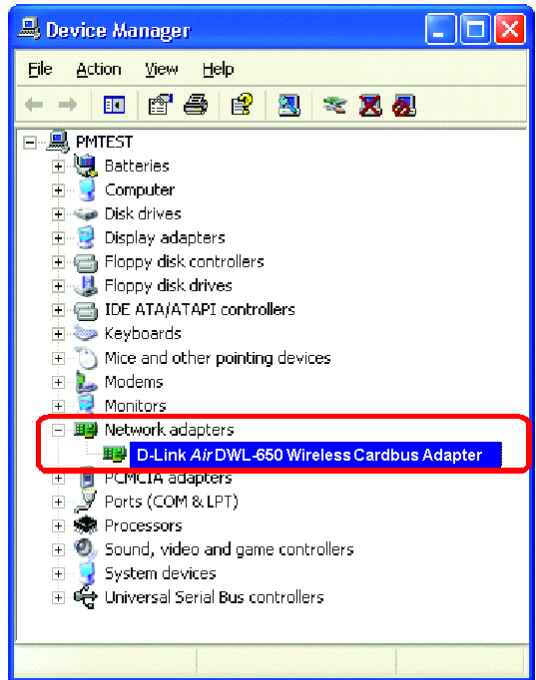 Device Manager
File Action View Help
PMTEST
Batteries
Computer
Disk drives
Display adapters
Floppy disk controllers
Floppy disk drives
IDE ATA/ATAPI controllers
Keyboards
Mice and other pointing devices
Modems
Monitors
Network adapters
D-Link Air DWL-650 Wireless Cardbus Adapter
PCMCIA adapters
Ports (COM & LPT)
Processors
Sound, video and game controllers
System devices
Universal Serial Bus controllers